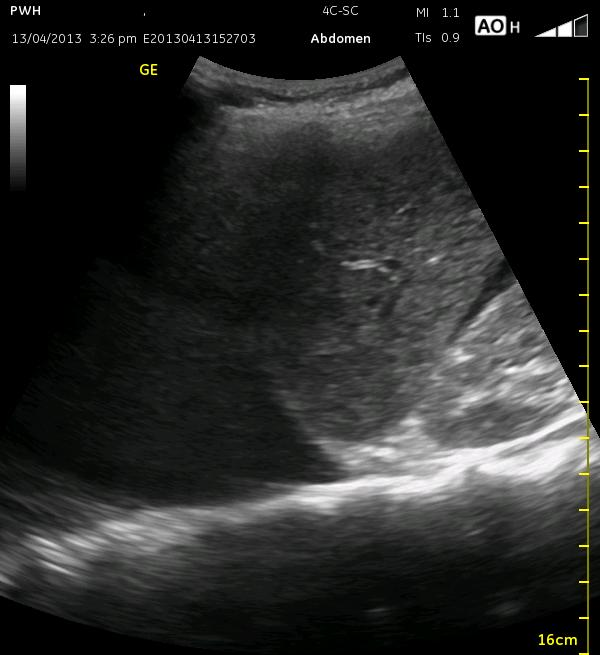 PWH 4C-SC MI 1.1
13/04/2013 3:26 pm E20130413152703 Abdomen TIs 0.9
AO H
GE
16cm